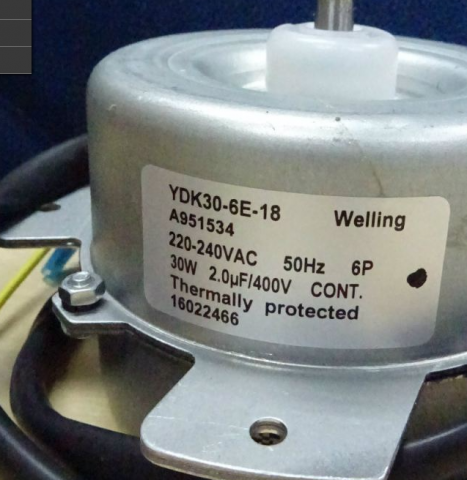 YDK30-6E-18 Welling
A951534
220-240VAC 50Hz 6P
30W 2.0µF/400V CONT.
Thermally protected
16022466